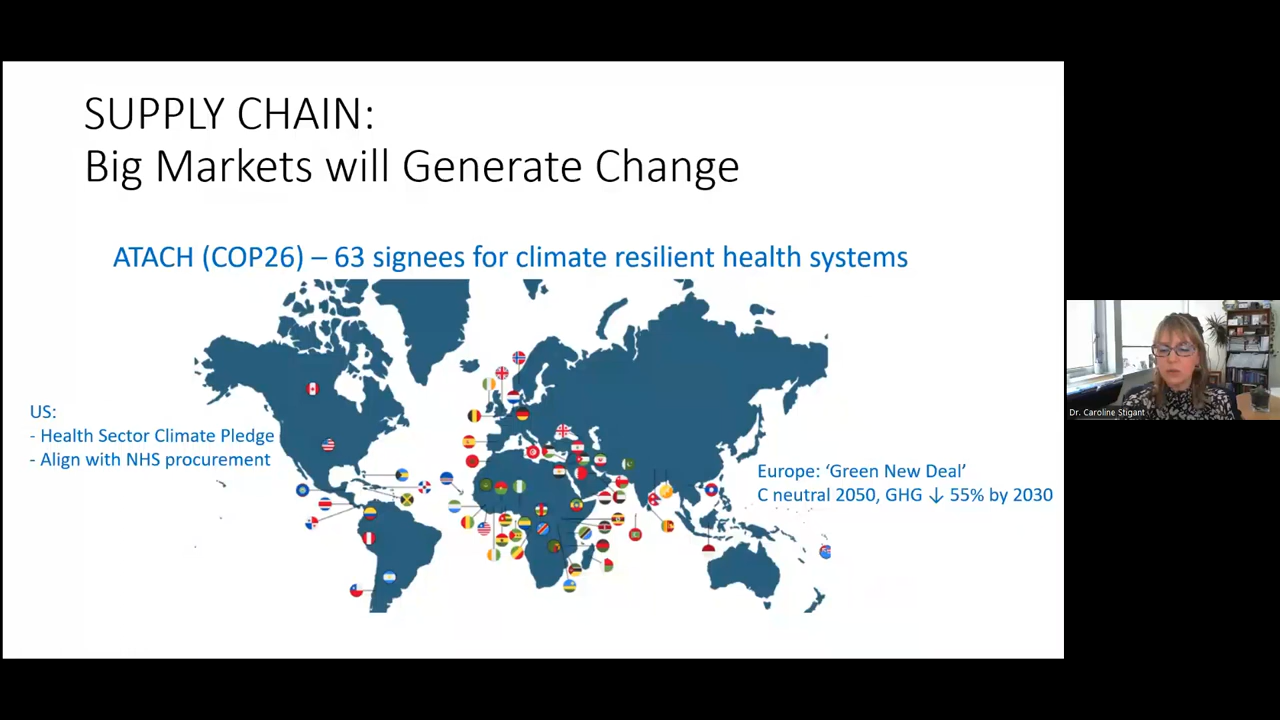 SUPPLY CHAIN:
Big Markets will Generate Change
ATACH (COP26) – 63 signees for climate resilient health systems
US:
- Health Sector Climate Pledge
- Align with NHS procurement
Europe: ‘Green New Deal’
C neutral 2050, GHG ↓ 55% by 2030
Dr. Caroline Stigant